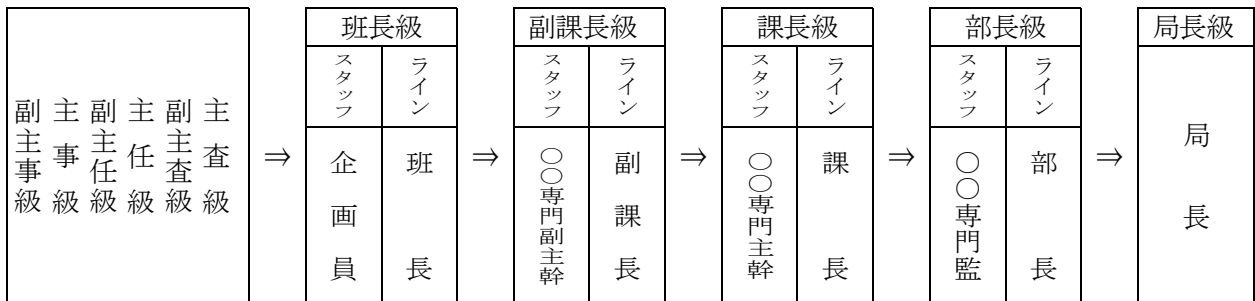 副主事級
主事級
副主任級
主任級
副主査級
主査級
⇒
班長級
スタッフ
ライン
企画員
班長
⇒
副課長級
スタッフ
ライン
○○専門副主幹
副課長
⇒
課長級
スタッフ
ライン
○○専門主幹
課長
⇒
部長級
スタッフ
ライン
○○専門監
部長
⇒
局長級
局長